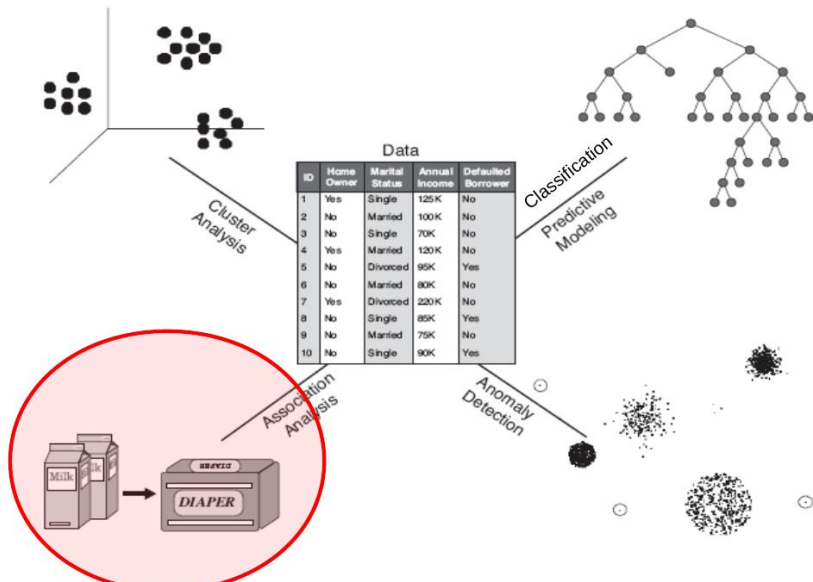 Data
ID Home Owner Marital Status Annual Income Defaulted Borrower
1 Yes Single 125K No
2 No Married 100K No
3 No Single 70K No
4 Yes Married 120K No
5 No Divorced 95K Yes
6 No Married 80K No
7 Yes Divorced 220K No
8 No Single 85K Yes
9 No Married 75K No
10 No Single 90K Yes
Cluster
Analysis
Classification
Predictive
Modeling
Association
Analysis
Anomaly
Detection
Milk
Milk
DIAPER
DIAPER